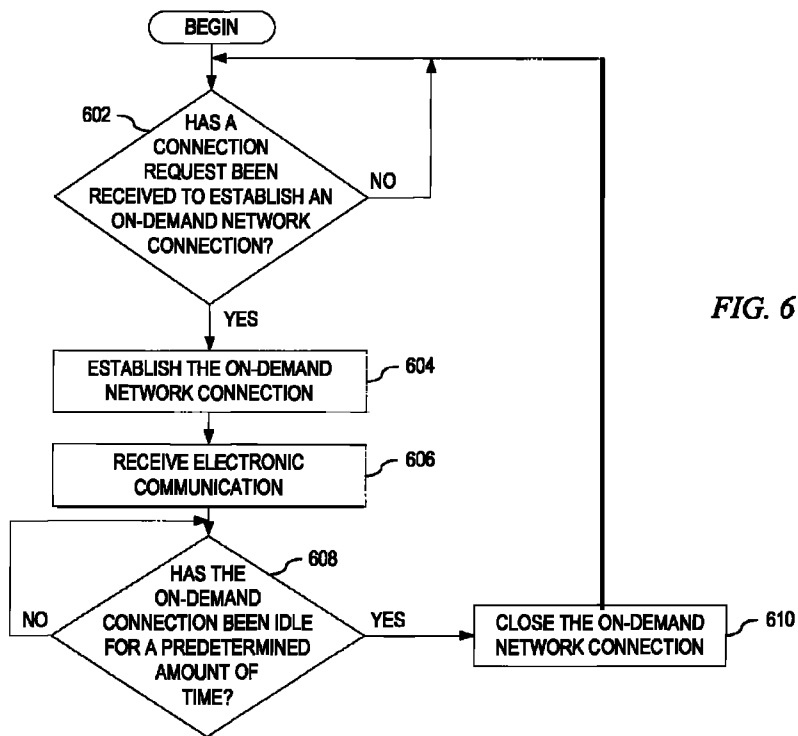 BEGIN
602
HAS A
CONNECTION
REQUEST BEEN
RECEIVED TO ESTABLISH AN
ON-DEMAND NETWORK
CONNECTION?
NO
YES
FIG. 6
ESTABLISH THE ON-DEMAND
NETWORK CONNECTION
604
RECEIVE ELECTRONIC
COMMUNICATION
606
608
HAS THE
ON-DEMAND
CONNECTION BEEN IDLE
FOR A PREDETERMINED
AMOUNT OF
TIME?
NO
YES
CLOSE THE ON-DEMAND
NETWORK CONNECTION
610